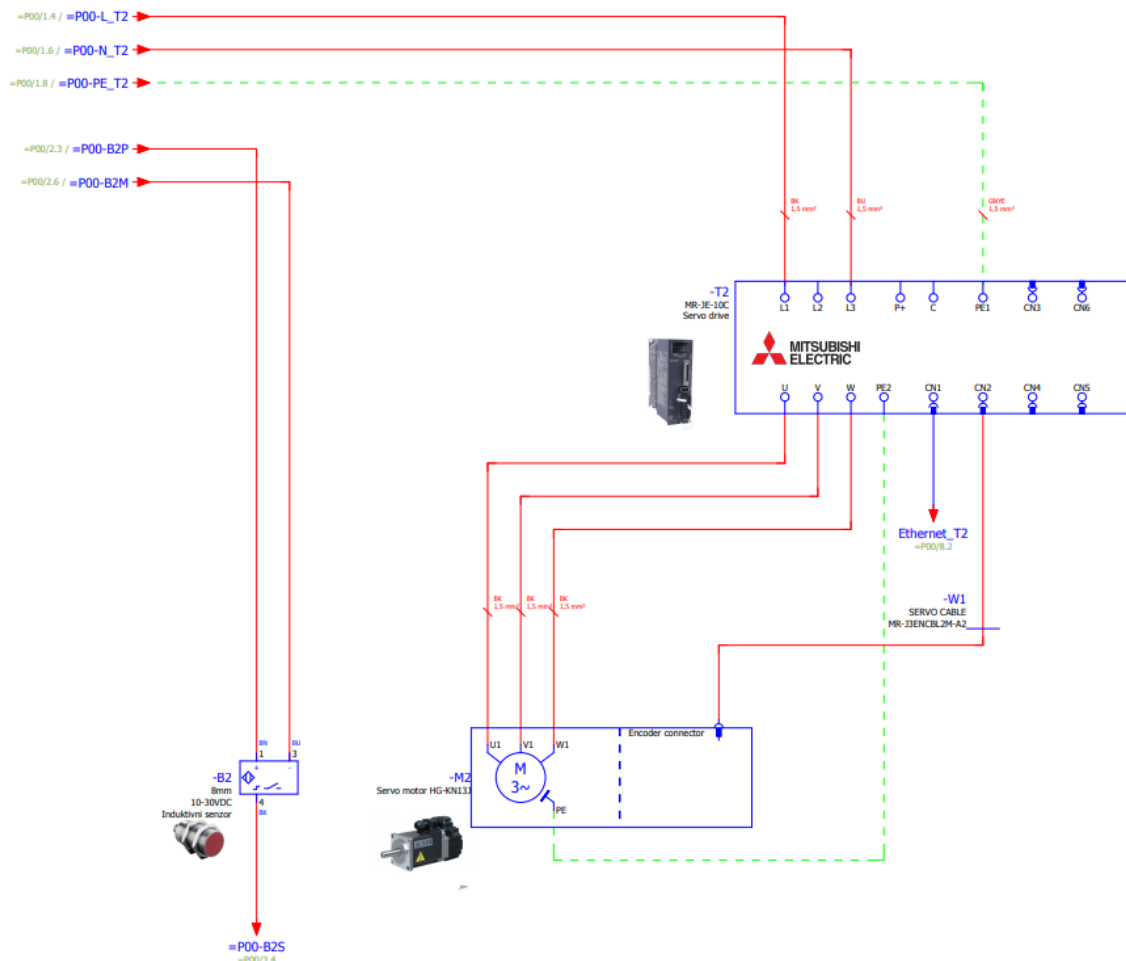 =P00/1.4 / =P00-L_T2
=P00/1.6 / =P00-N_T2
=P00/1.8 / =P00-PE_T2
=P00/2.3 / =P00-B2P
=P00/2.6 / =P00-B2M
BK
1,5 mm²
BU
1,5 mm²
GNYE
1,5 mm²
-T2
MR-JE-10C
Servo drive
L1 L2 L3 P+ C PE1 CN3 CN6
MITSUBISHI
ELECTRIC
U V W PE2 CN1 CN2 CN4 CN5
Ethernet_T2
=P00/8.2
BK
1,5 mm²
BK
1,5 mm²
BK
1,5 mm²
-W1
SERVO CABLE
MR-J3ENCBL2M-A2
-M2
Servo motor HG-KN13J
U1 V1 W1
Encoder connector
M
3~
PE
BN
BU
1 3
+ -
-B2
8mm
10-30VDC
Induktivni senzor
4
BK
=P00-B2S
=P00/3.4